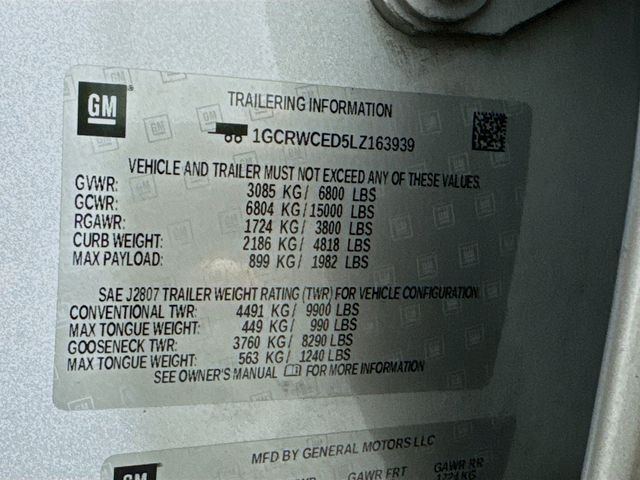 GM
TRAILERING INFORMATION
1GCRWCED5LZ163939
VEHICLE AND TRAILER MUST NOT EXCEED ANY OF THESE VALUES.
GVWR: 3085 KG/ 6800 LBS
GCWR: 6804 KG/15000 LBS
RGAWR: 1724 KG/ 3800 LBS
CURB WEIGHT: 2186 KG/ 4818 LBS
MAX PAYLOAD: 899 KG/ 1982 LBS
SAE J2807 TRAILER WEIGHT RATING (TWR) FOR VEHICLE CONFIGURATION.
CONVENTIONAL TWR: 4491 KG/ 9900 LBS
MAX TONGUE WEIGHT: 449 KG/ 990 LBS
GOOSENECK TWR: 3760 KG/ 8290 LBS
MAX TONGUE WEIGHT: 563 KG/ 1240 LBS
SEE OWNER'S MANUAL FOR MORE INFORMATION
MFD BY GENERAL MOTORS LLC
GM
GAWR FRT GAWR RR